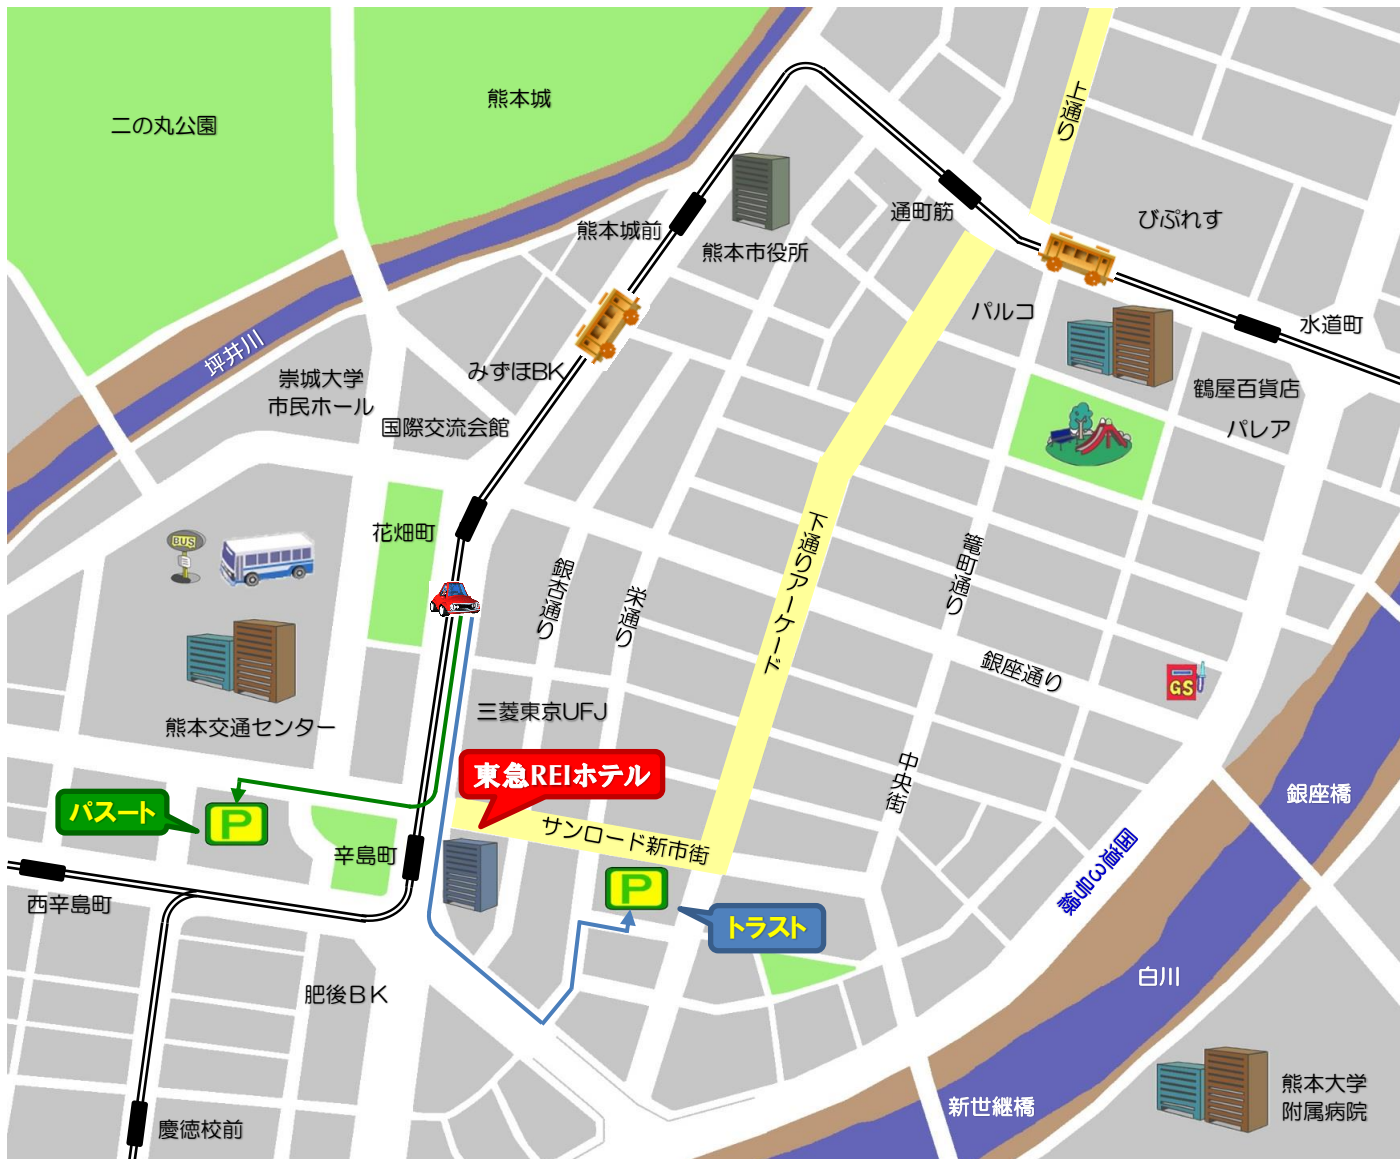 熊本城
二の丸公園
上通り
通町筋
びぷれす
熊本城前
熊本市役所
パルコ
水道町
坪井川
みずほBK
崇城大学
市民ホール
鶴屋百貨店
国際交流会館
パレア
花畑町
BUS
銀杏通り
栄通り
下通りアーケード
篭町通り
銀座通り
GS
三菱東京UFJ
熊本交通センター
中央街
東急REIホテル
銀座橋
パスート
P
サンロード新市街
辛島町
国道3号線
P
西辛島町
トラスト
白川
肥後BK
熊本大学
附属病院
新世継橋
慶徳校前